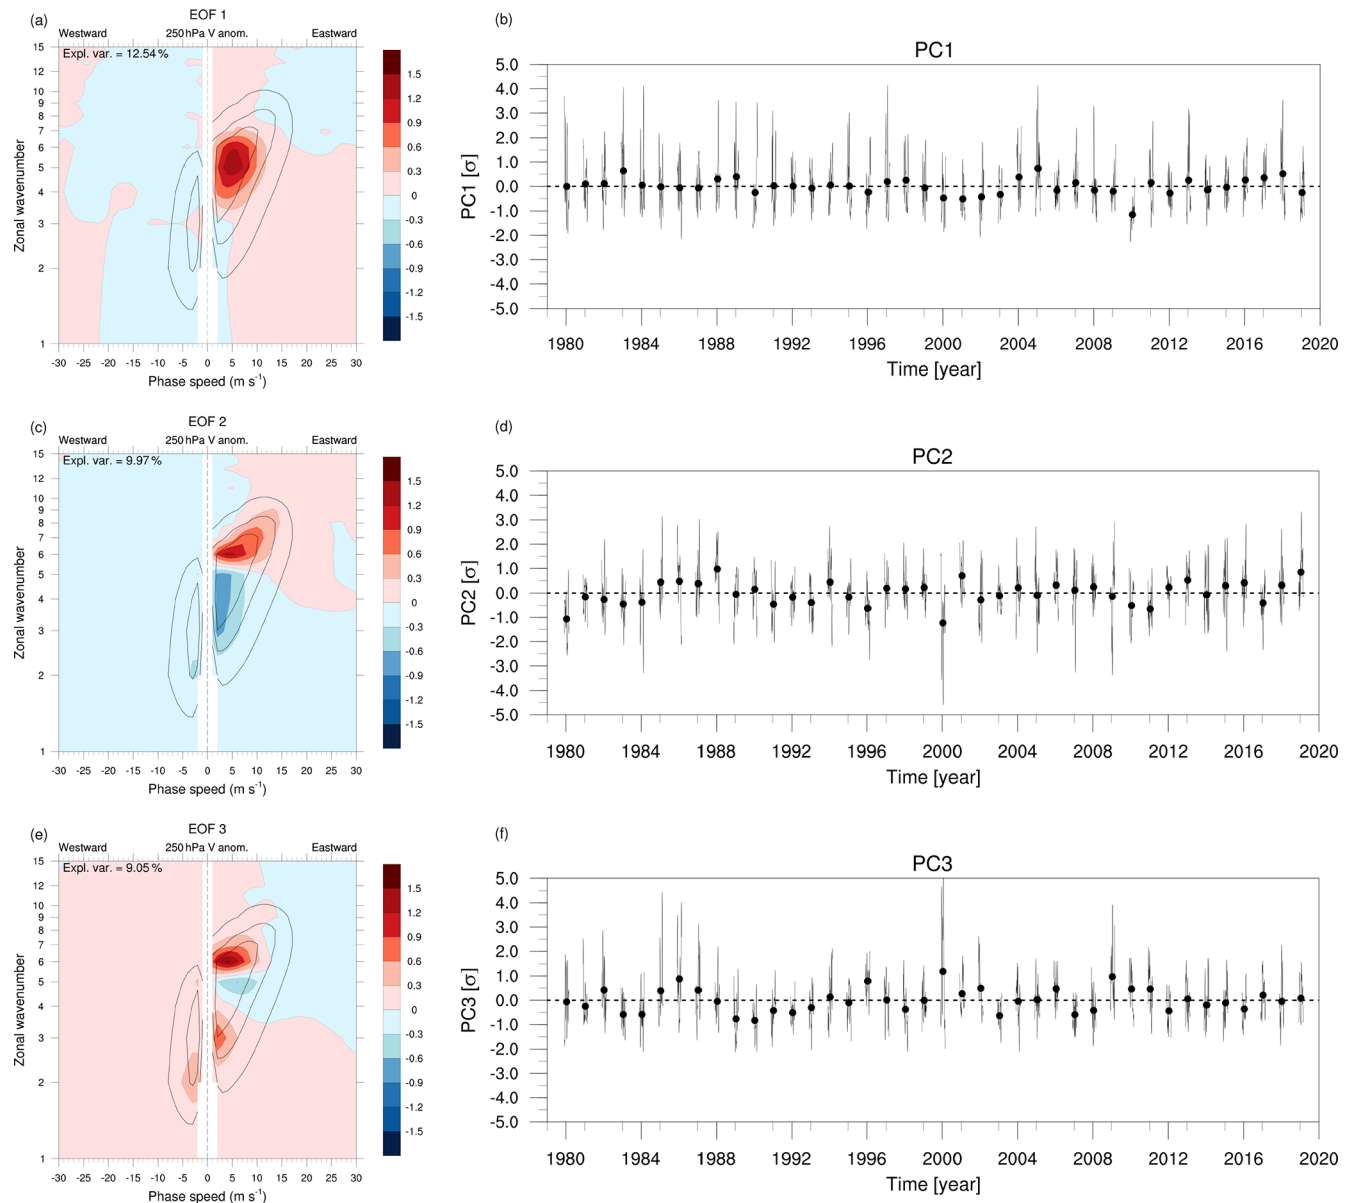 (a)
EOF 1
Westward 250 hPa V anom. Eastward
Expl. var. = 12.54 %
15
12
10
9
8
7
6
5
4
3
2
1
Zonal wavenumber
-30 -25 -20 -15 -10 -5 0 5 10 15 20 25 30
Phase speed (m s⁻¹)
1.5
1.2
0.9
0.6
0.3
0
-0.3
-0.6
-0.9
-1.2
-1.5
(b)
PC1
5.0
4.0
3.0
2.0
1.0
0.0
-1.0
-2.0
-3.0
-4.0
-5.0
PC1 [σ]
1980 1984 1988 1992 1996 2000 2004 2008 2012 2016 2020
Time [year]
(c)
EOF 2
Westward 250 hPa V anom. Eastward
Expl. var. = 9.97 %
15
12
10
9
8
7
6
5
4
3
2
1
Zonal wavenumber
-30 -25 -20 -15 -10 -5 0 5 10 15 20 25 30
Phase speed (m s⁻¹)
1.5
1.2
0.9
0.6
0.3
0
-0.3
-0.6
-0.9
-1.2
-1.5
(d)
PC2
5.0
4.0
3.0
2.0
1.0
0.0
-1.0
-2.0
-3.0
-4.0
-5.0
PC2 [σ]
1980 1984 1988 1992 1996 2000 2004 2008 2012 2016 2020
Time [year]
(e)
EOF 3
Westward 250 hPa V anom. Eastward
Expl. var. = 9.05 %
15
12
10
9
8
7
6
5
4
3
2
1
Zonal wavenumber
-30 -25 -20 -15 -10 -5 0 5 10 15 20 25 30
Phase speed (m s⁻¹)
1.5
1.2
0.9
0.6
0.3
0
-0.3
-0.6
-0.9
-1.2
-1.5
(f)
PC3
5.0
4.0
3.0
2.0
1.0
0.0
-1.0
-2.0
-3.0
-4.0
-5.0
PC3 [σ]
1980 1984 1988 1992 1996 2000 2004 2008 2012 2016 2020
Time [year]